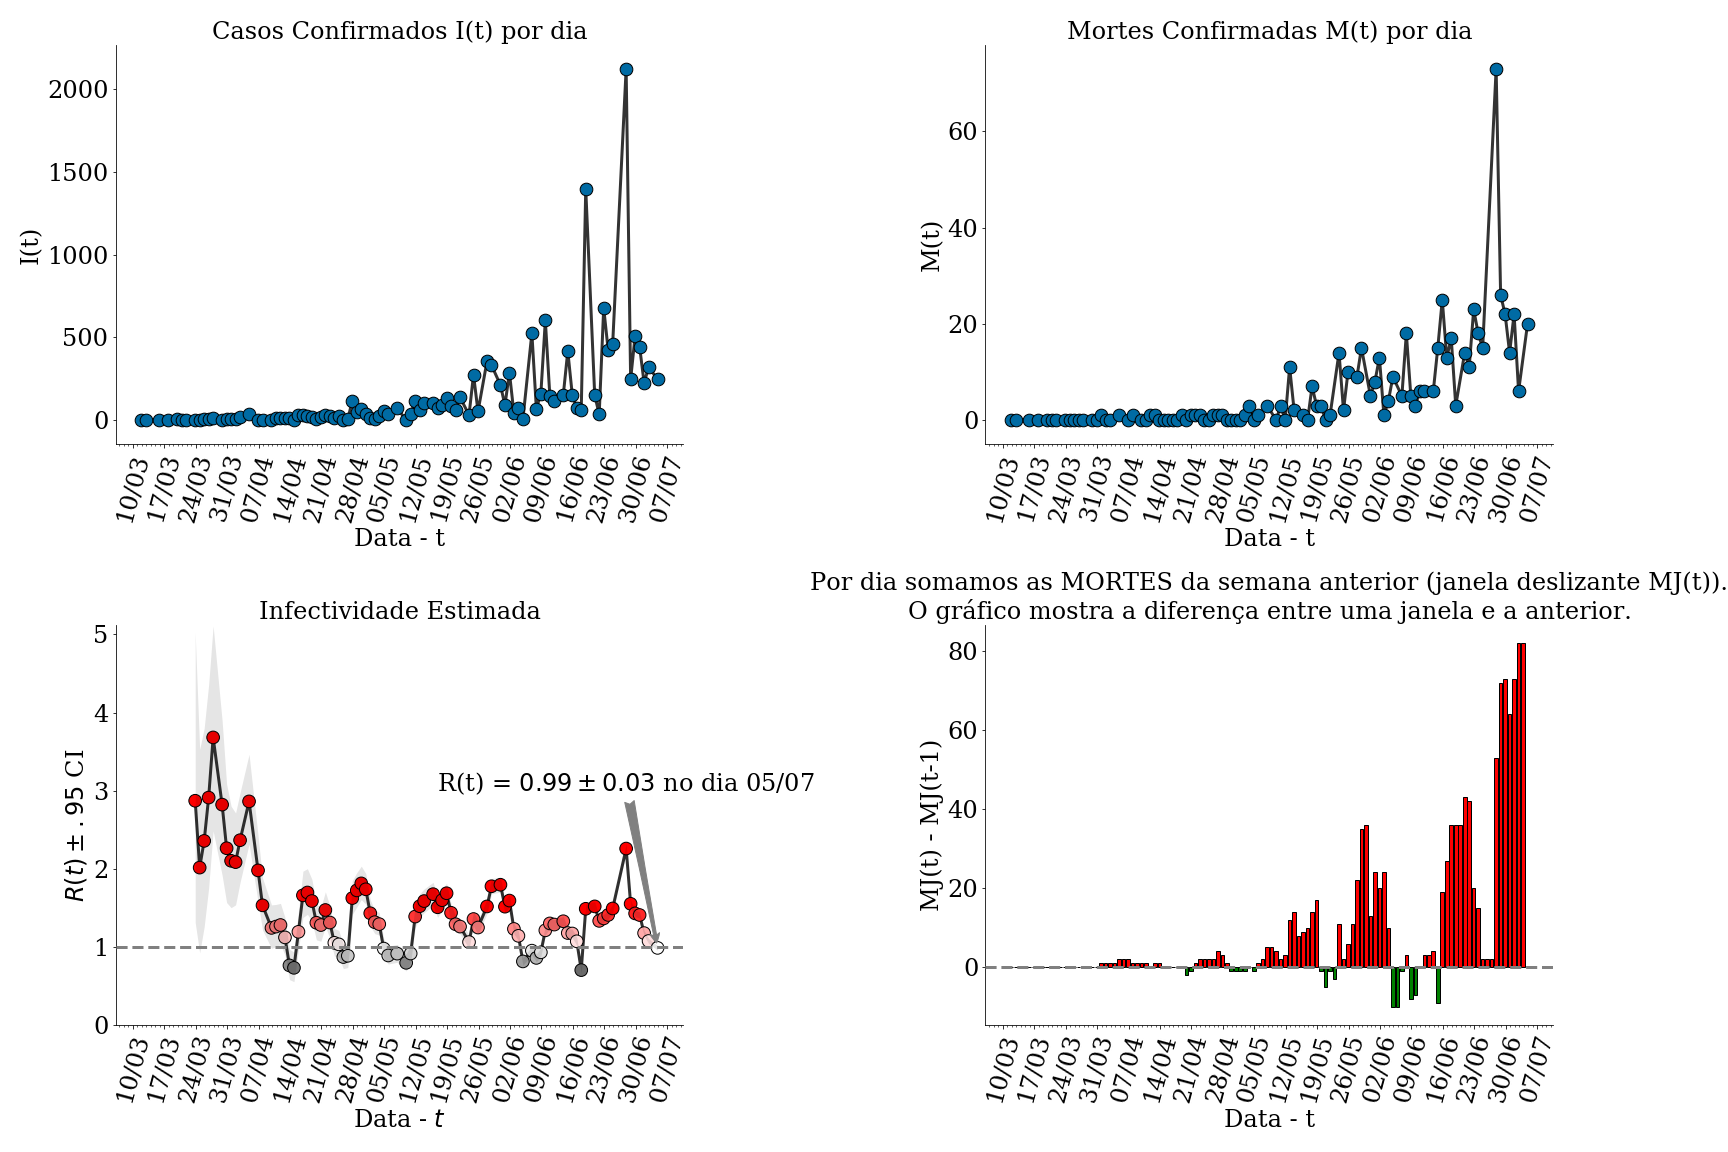 Casos Confirmados I(t) por dia
I(t)
2000
1500
1000
500
0
10/03 17/03 24/03 31/03 07/04 14/04 21/04 28/04 05/05 12/05 19/05 26/05 02/06 09/06 16/06 23/06 30/06 07/07
Data - t
Mortes Confirmadas M(t) por dia
M(t)
60
40
20
0
10/03 17/03 24/03 31/03 07/04 14/04 21/04 28/04 05/05 12/05 19/05 26/05 02/06 09/06 16/06 23/06 30/06 07/07
Data - t
Infectividade Estimada
R(t) ± .95 CI
5
4
3
2
1
0
R(t) = 0.99 ± 0.03 no dia 05/07
10/03 17/03 24/03 31/03 07/04 14/04 21/04 28/04 05/05 12/05 19/05 26/05 02/06 09/06 16/06 23/06 30/06 07/07
Data - t
Por dia somamos as MORTES da semana anterior (janela deslizante MJ(t)).
O gráfico mostra a diferença entre uma janela e a anterior.
MJ(t) - MJ(t-1)
80
60
40
20
0
10/03 17/03 24/03 31/03 07/04 14/04 21/04 28/04 05/05 12/05 19/05 26/05 02/06 09/06 16/06 23/06 30/06 07/07
Data - t